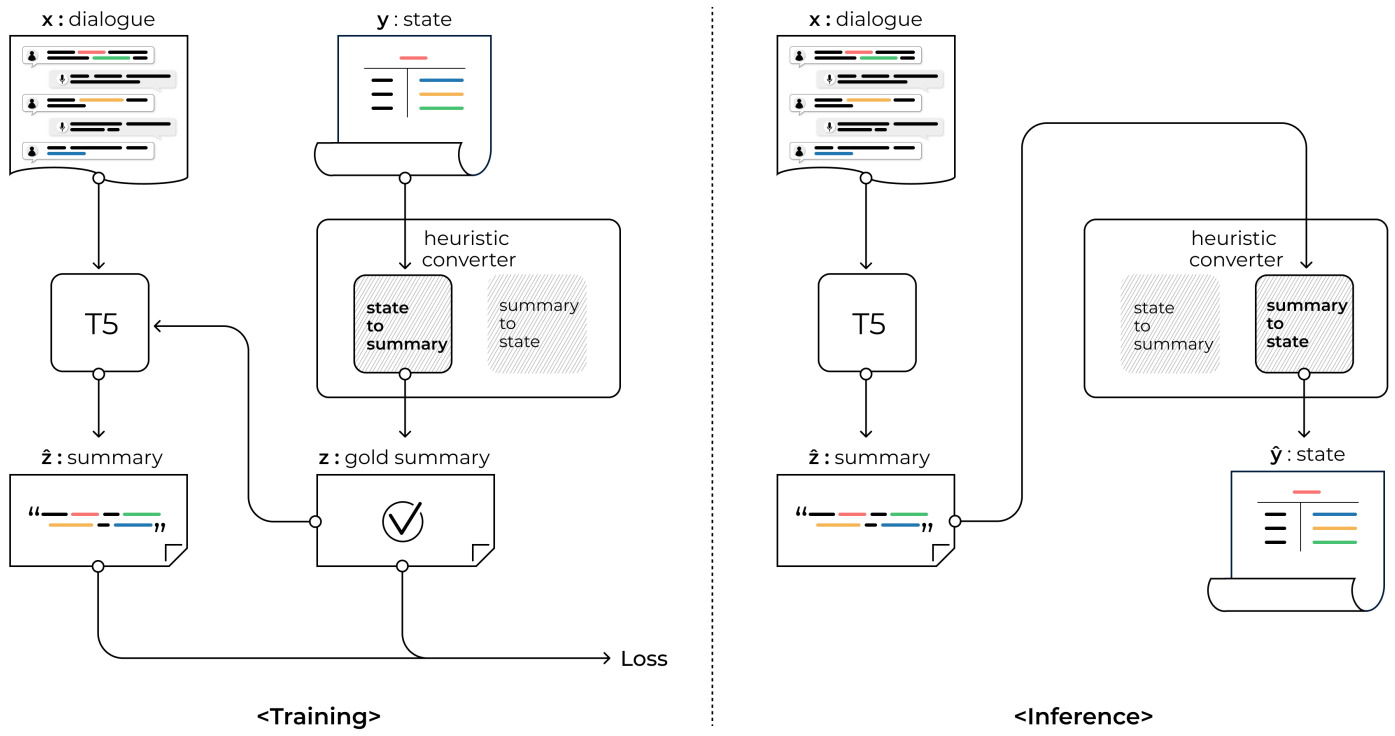 x : dialogue
y : state
heuristic
converter
state
to
summary
summary
to
state
T5
ẑ : summary
z : gold summary
“ ”
Loss
<Training>
x : dialogue
heuristic
converter
state
to
summary
summary
to
state
T5
ẑ : summary
“ ”
ŷ : state
<Inference>